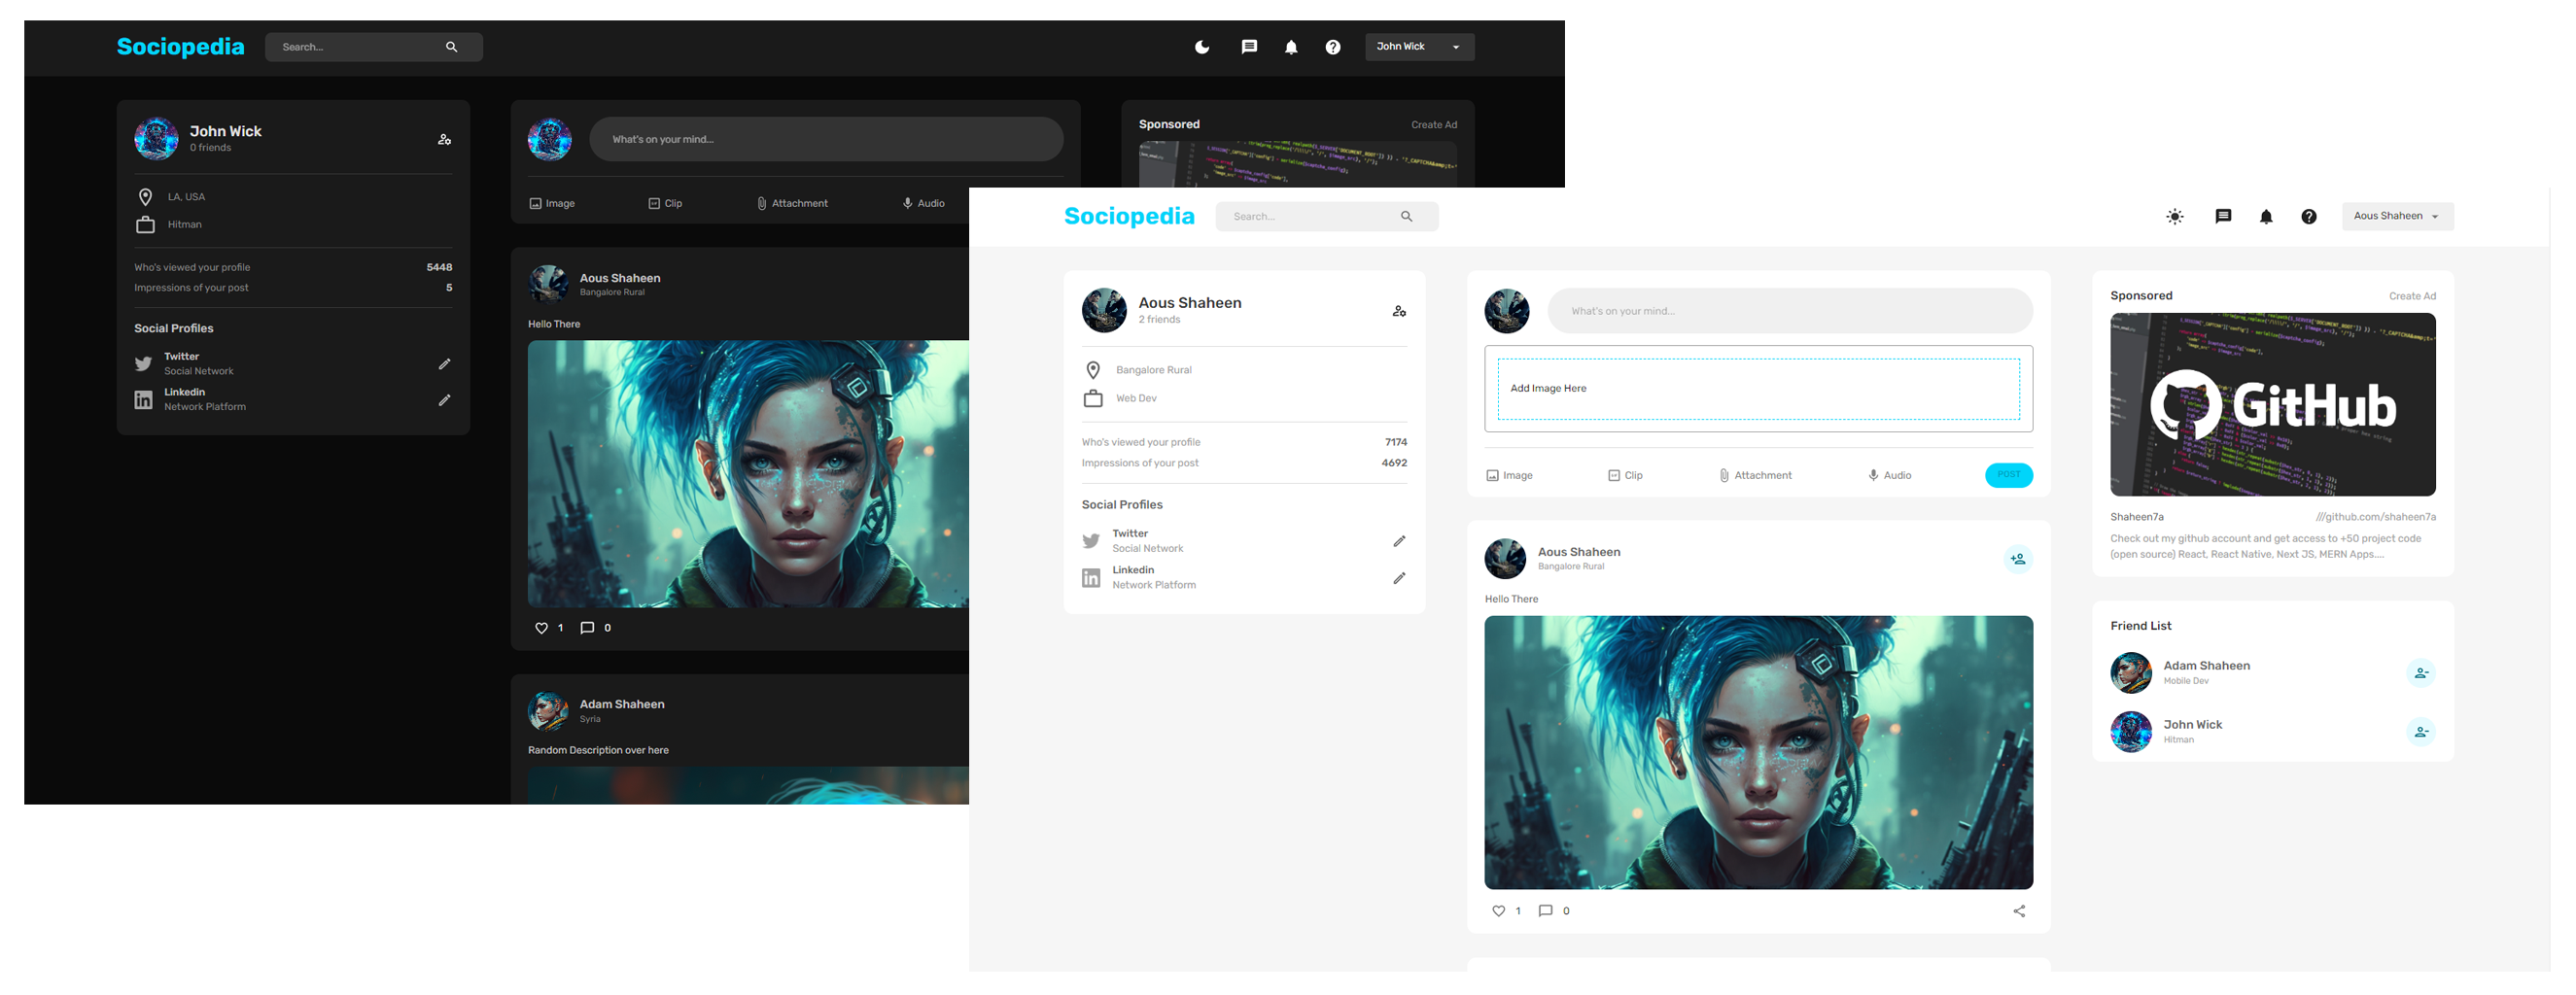 Sociopedia
Search...
John Wick
John Wick
0 friends
LA, USA
Hitman
Who's viewed your profile 5448
Impressions of your post 5
Social Profiles
Twitter
Social Network
Linkedin
Network Platform
What's on your mind...
Image Clip Attachment Audio
Aous Shaheen
Bangalore Rural
Hello There
1 0
Adam Shaheen
Syria
Random Description over here
Sponsored Create Ad
Sociopedia
Search...
Aous Shaheen
Aous Shaheen
2 friends
Bangalore Rural
Web Dev
Who's viewed your profile 7174
Impressions of your post 4692
Social Profiles
Twitter
Social Network
Linkedin
Network Platform
What's on your mind...
Add Image Here
Image Clip Attachment Audio POST
Aous Shaheen
Bangalore Rural
Hello There
1 0
Sponsored Create Ad
GitHub
Shaheen7a ///github.com/shaheen7a
Check out my github account and get access to +50 project code
(open source) React, React Native, Next JS, MERN Apps....
Friend List
Adam Shaheen
Mobile Dev
John Wick
Hitman